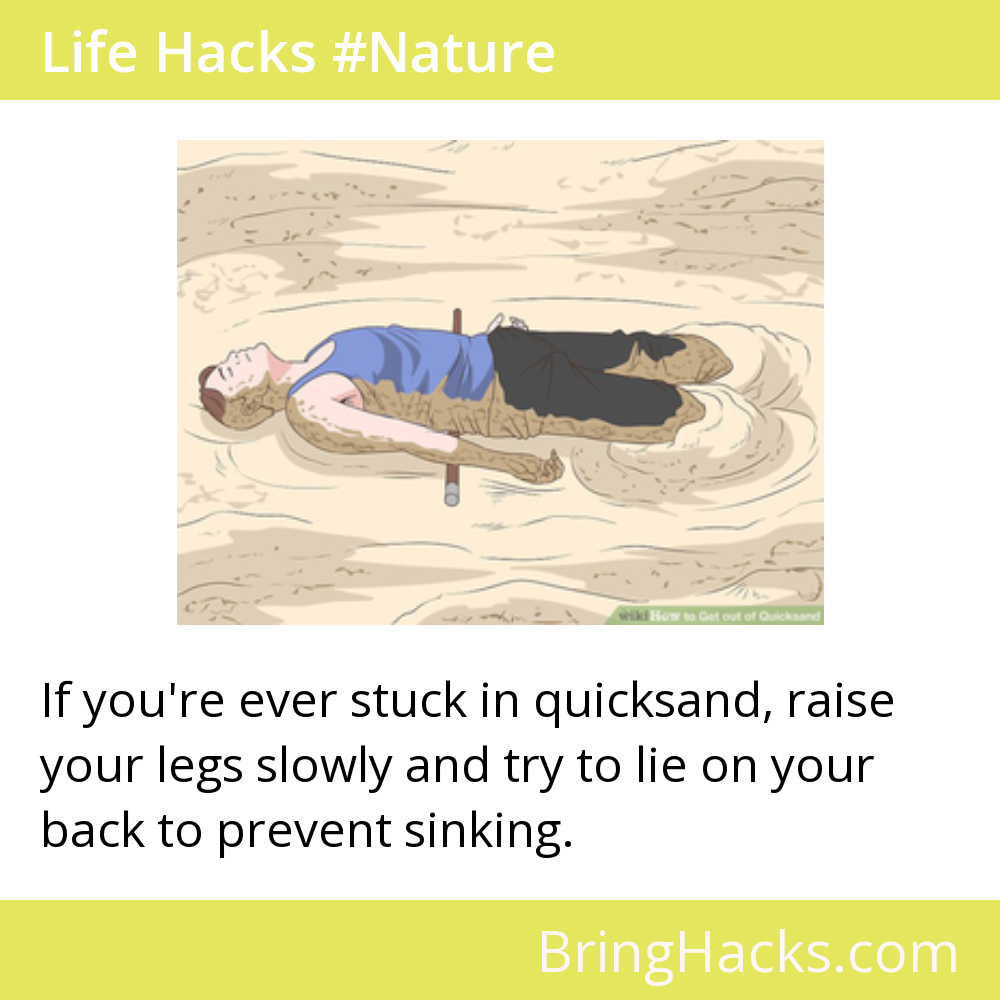 Life Hacks #Nature
wikiHow to Get out of Quicksand
If you're ever stuck in quicksand, raise
your legs slowly and try to lie on your
back to prevent sinking.
BringHacks.com